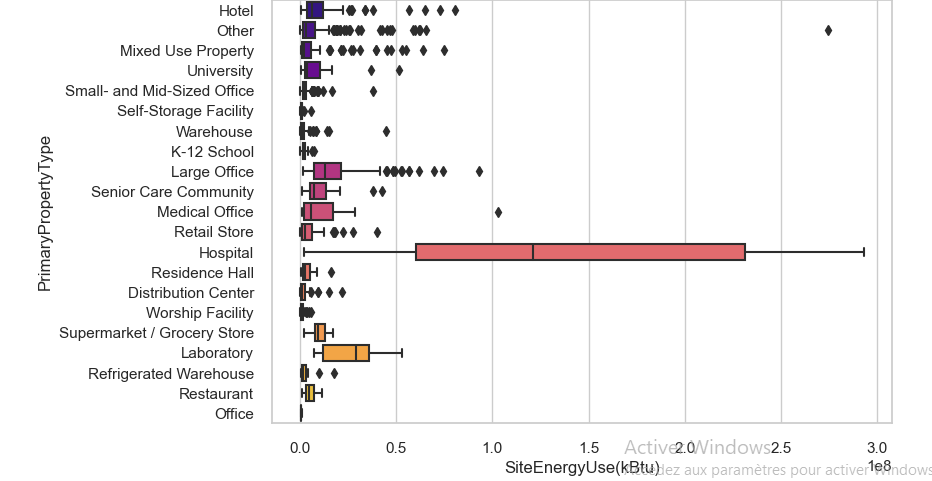 Hotel
Other
Mixed Use Property
University
Small- and Mid-Sized Office
Self-Storage Facility
Warehouse
K-12 School
Large Office
Senior Care Community
Medical Office
Retail Store
Hospital
Residence Hall
Distribution Center
Worship Facility
Supermarket / Grocery Store
Laboratory
Refrigerated Warehouse
Restaurant
Office
PrimaryPropertyType
0.0 0.5 1.0 1.5 2.0 2.5 3.0
1e8
SiteEnergyUse(kBtu)
Activer Windows
Accédez aux paramètres pour activer Windows